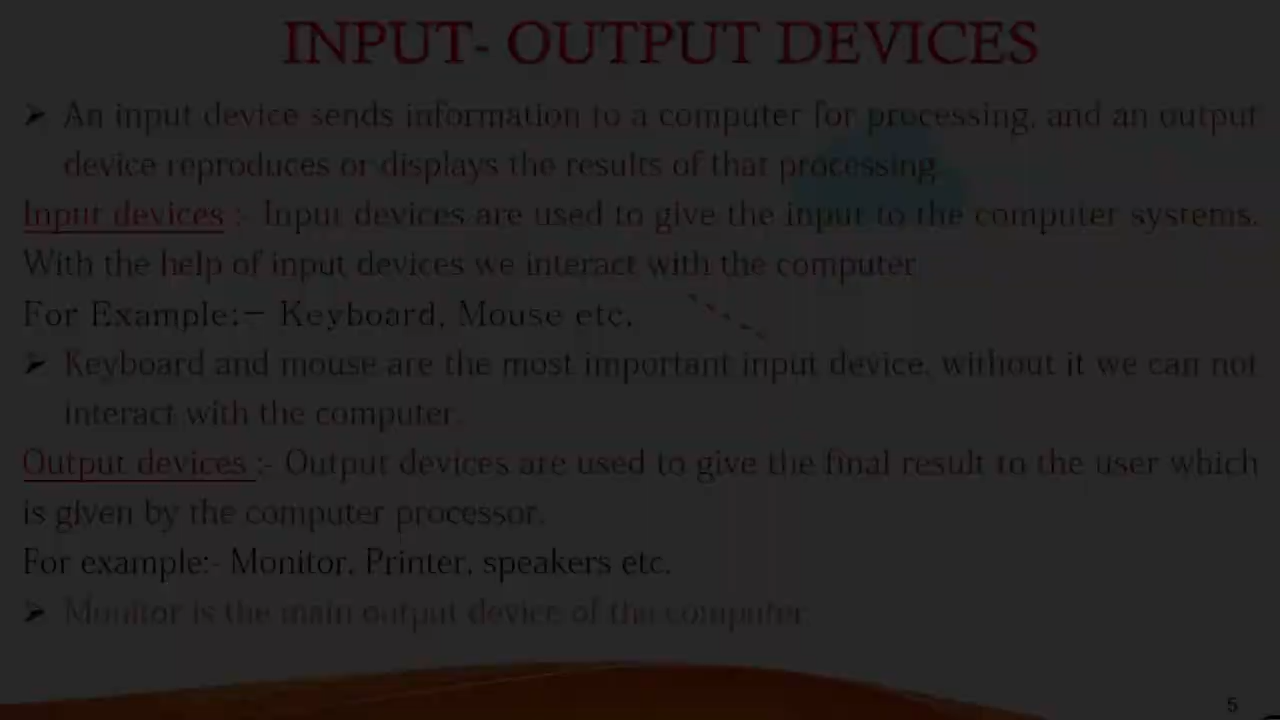 INPUT- OUTPUT DEVICES
➤ An input device sends information to a computer for processing, and an output
device reproduces or displays the results of that processing.
Input devices :- Input devices are used to give the input to the computer systems.
With the help of input devices we interact with the computer.
For Example:- Keyboard, Mouse etc.
➤ Keyboard and mouse are the most important input device, without it we can not
interact with the computer.
Output devices :- Output devices are used to give the final result to the user which
is given by the computer processor.
For example:- Monitor, Printer, speakers etc.
➤ Monitor is the main output device of the computer
5